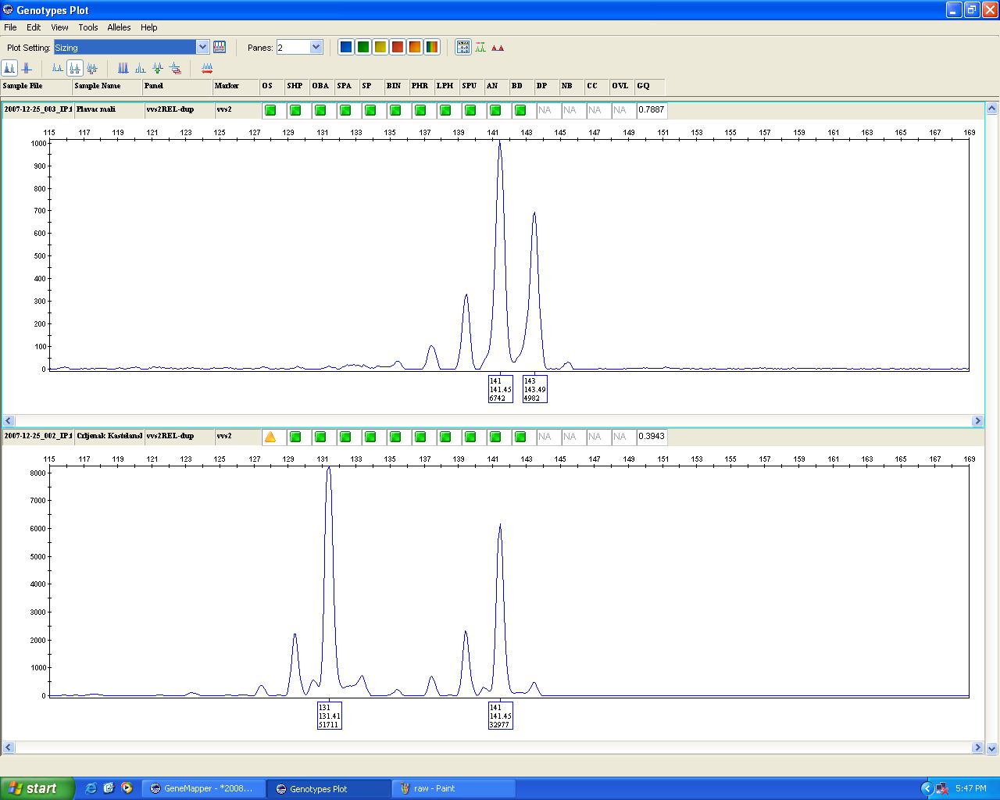 Genotypes Plot
File Edit View Tools Alleles Help
Plot Setting: Sizing Panes: 2
Sample File Sample Name Panel Marker OS SHP OBA SPA SP BIN PHR LPH SPU AN BD DP NB CC OVL GQ
2007-12-25_003_IP.f Plavac mali vvs2REL-dup vvs2 NA NA NA NA 0.7887
115 117 119 121 123 125 127 129 131 133 135 137 139 141 143 145 147 149 151 153 155 157 159 161 163 165 167 169
1000
900
800
700
600
500
400
300
200
100
0
141 143
141.45 143.49
6742 4982
2007-12-25_002_IP.f Crljenak Kastelansl vvs2REL-dup vvs2 NA NA NA NA 0.3943
115 117 119 121 123 125 127 129 131 133 135 137 139 141 143 145 147 149 151 153 155 157 159 161 163 165 167 169
8000
7000
6000
5000
4000
3000
2000
1000
0
131 141
131.41 141.45
51711 32977
start GeneMapper - *2008... Genotypes Plot raw - Paint 5:47 PM